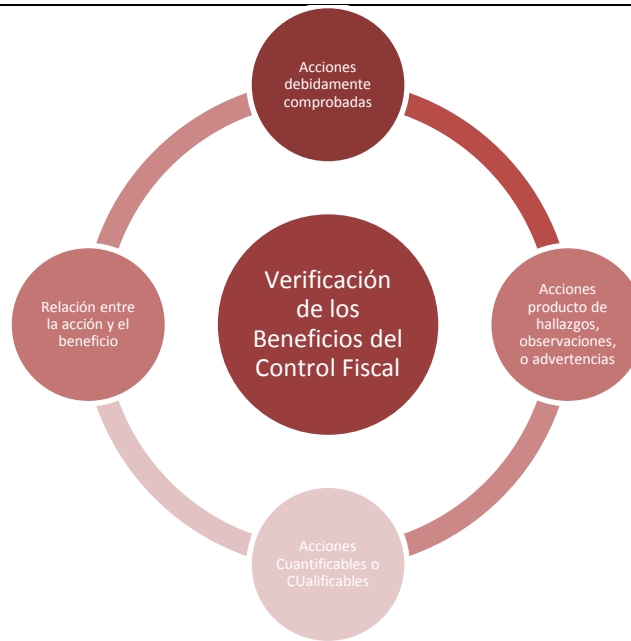 Acciones
debidamente
comprobadas
Relación entre
la acción y el
beneficio
Verificación
de los
Beneficios del
Control Fiscal
Acciones
producto de
hallazgos,
observaciones,
o advertencias
Acciones
Cuantificables o
CUalificables